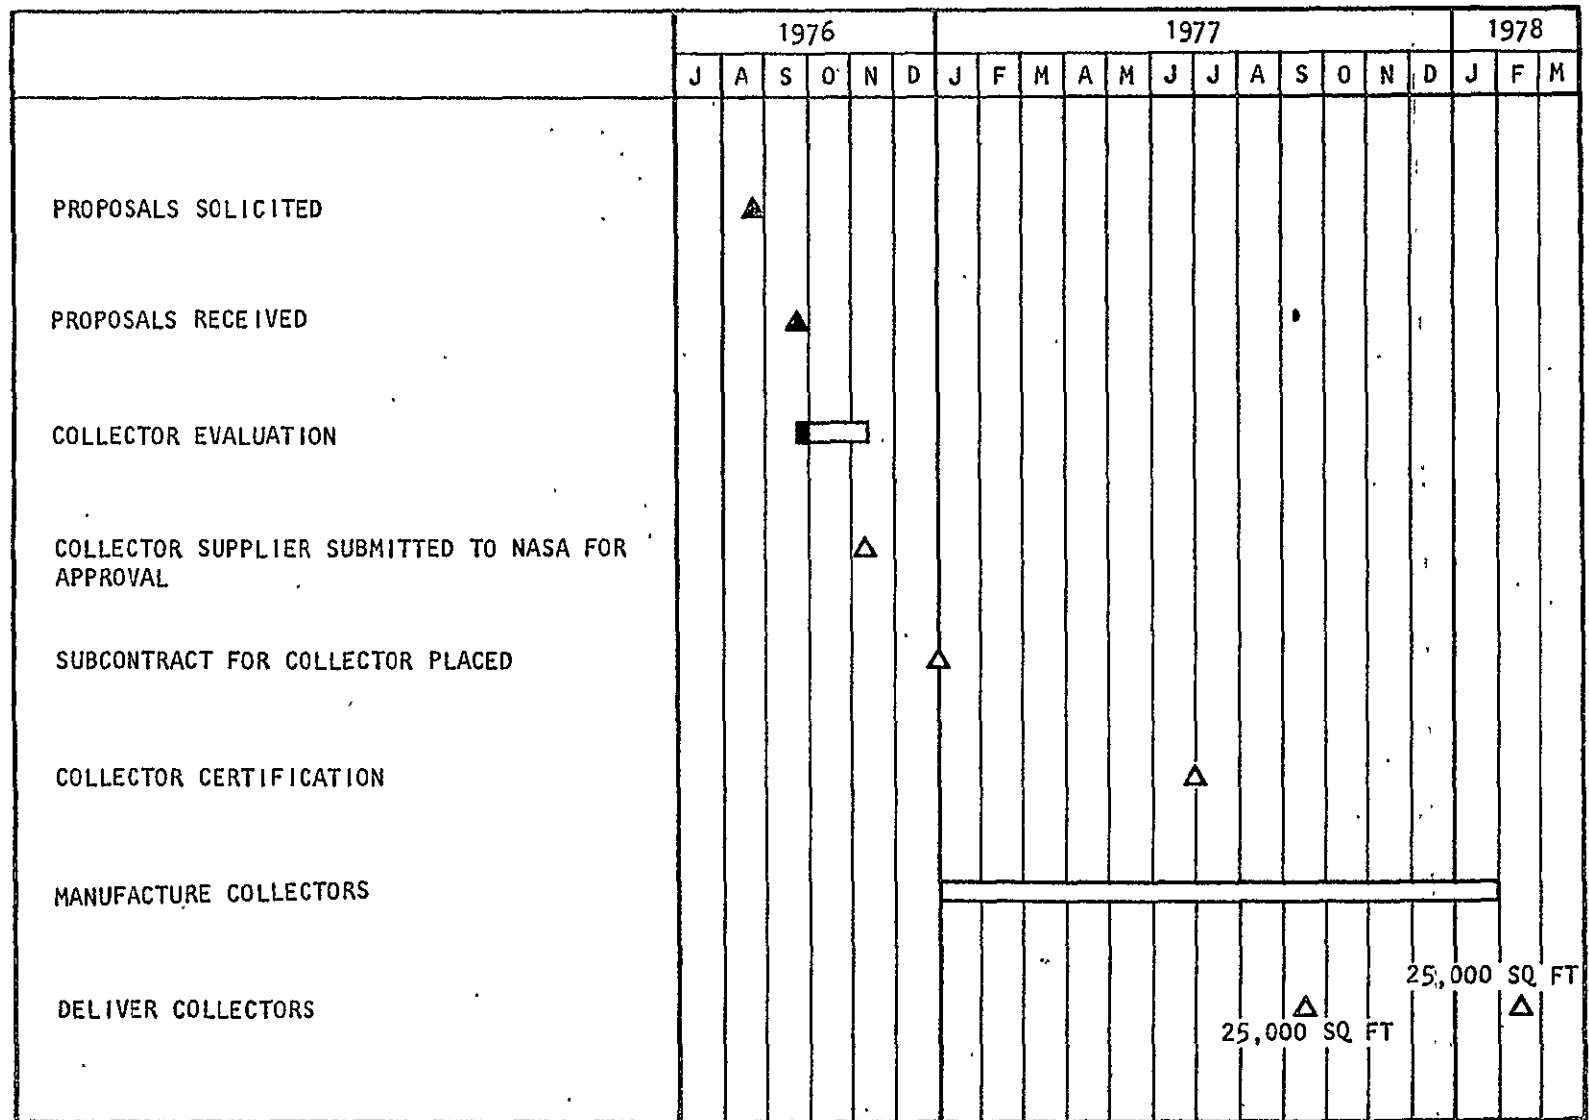 1976 1977 1978
J A S O N D J F M A M J J A S O N D J F M
PROPOSALS SOLICITED
PROPOSALS RECEIVED
COLLECTOR EVALUATION
COLLECTOR SUPPLIER SUBMITTED TO NASA FOR
APPROVAL
SUBCONTRACT FOR COLLECTOR PLACED
COLLECTOR CERTIFICATION
MANUFACTURE COLLECTORS
25,000 SQ FT
DELIVER COLLECTORS
25,000 SQ FT